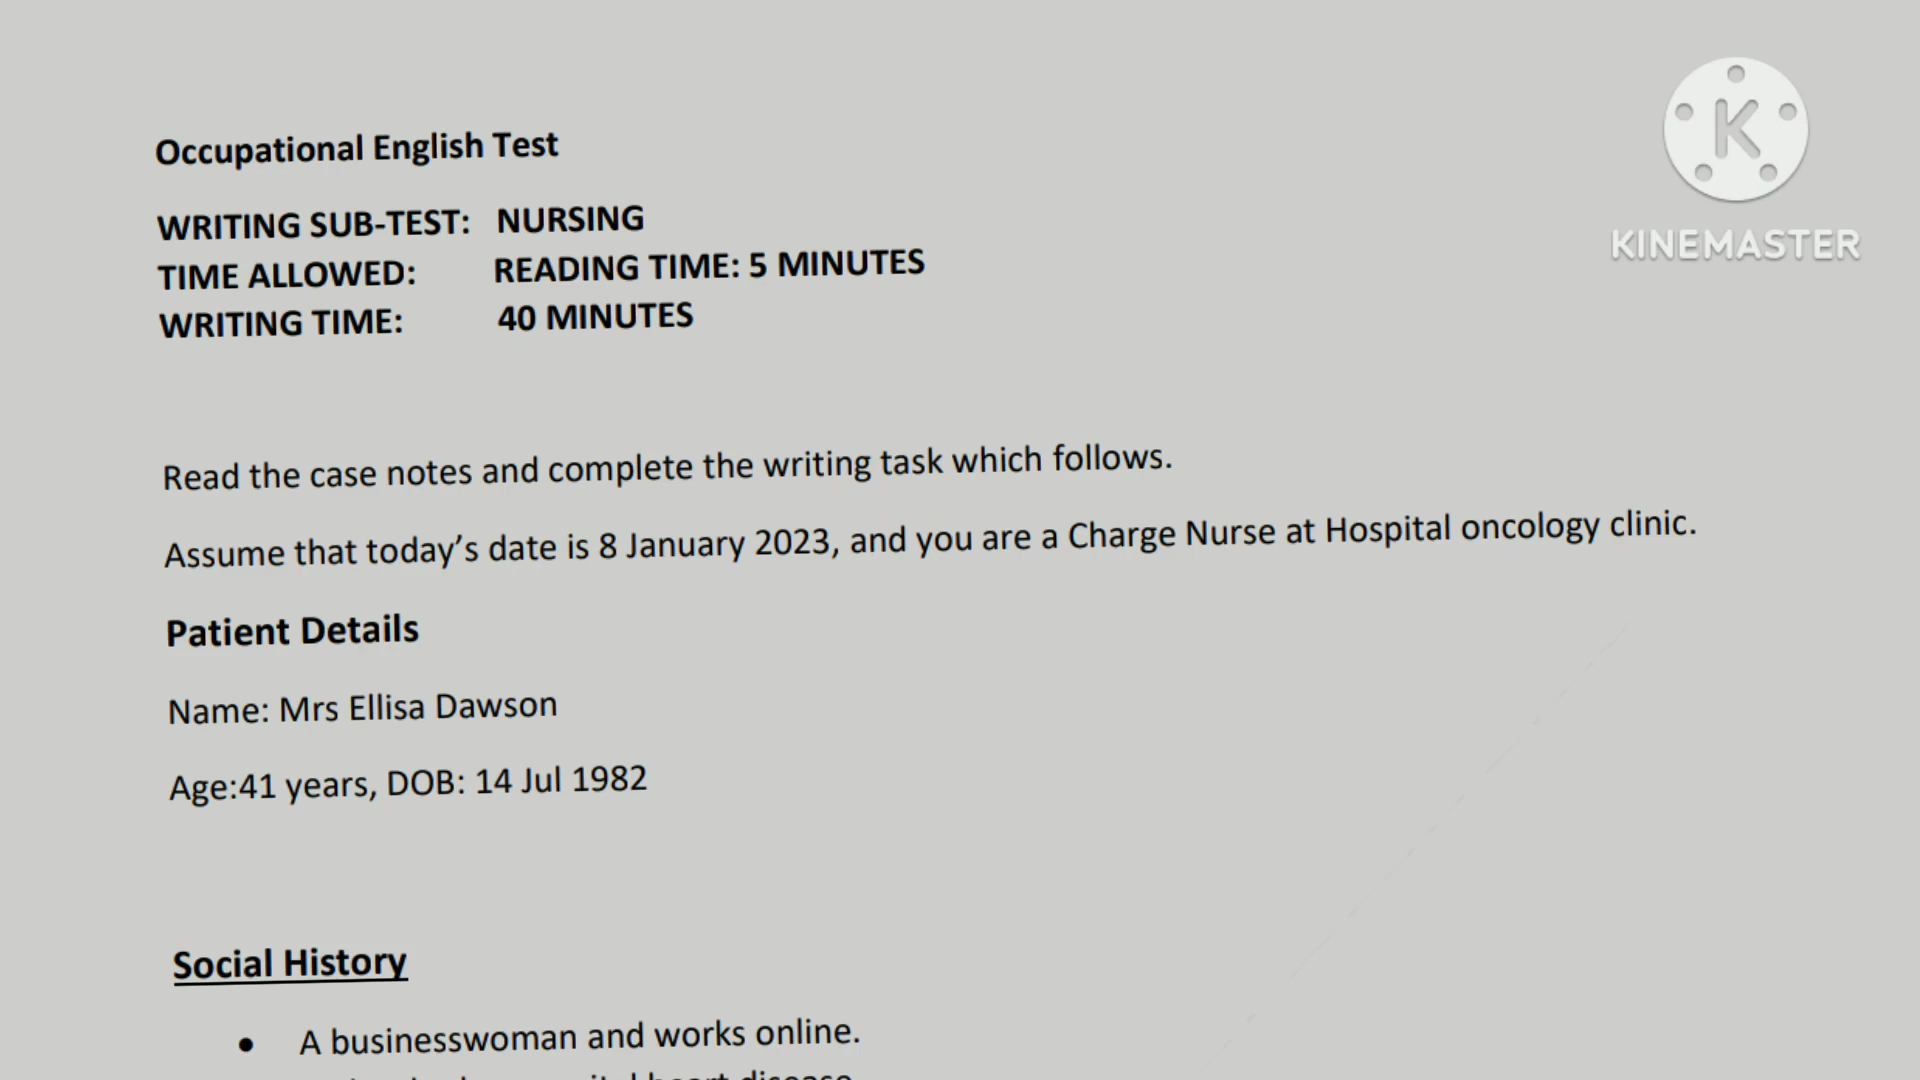 Occupational English Test
K
KINEMASTER
WRITING SUB-TEST: NURSING
TIME ALLOWED: READING TIME: 5 MINUTES
WRITING TIME: 40 MINUTES
Read the case notes and complete the writing task which follows.
Assume that today's date is 8 January 2023, and you are a Charge Nurse at Hospital oncology clinic.
Patient Details
Name: Mrs Ellisa Dawson
Age:41 years, DOB: 14 Jul 1982
Social History
• A businesswoman and works online.
heart disease